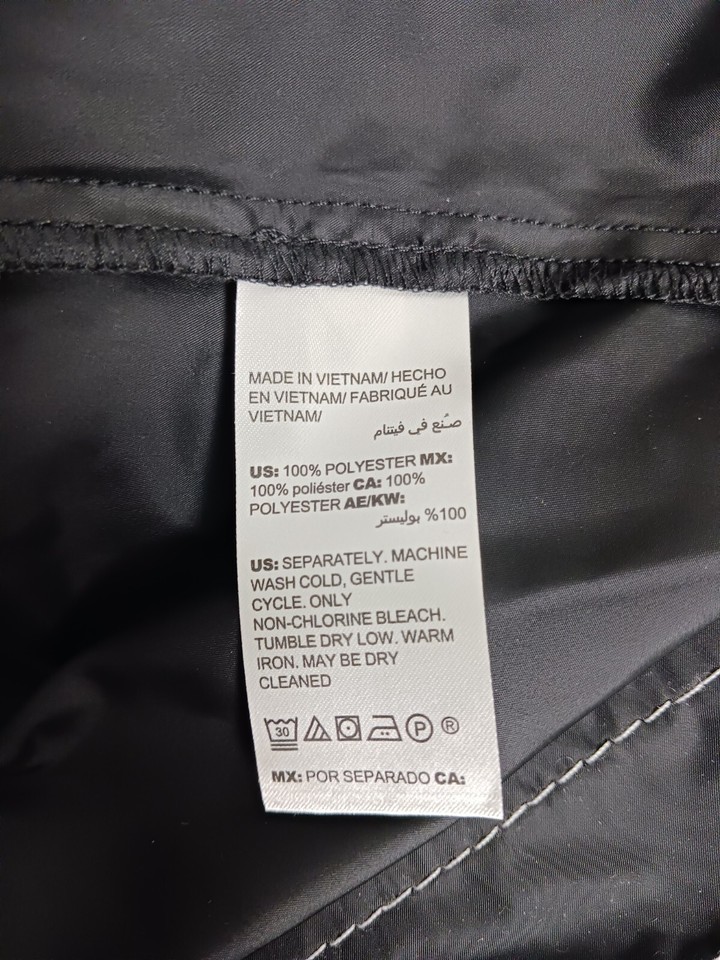 MADE IN VIETNAM/ HECHO
EN VIETNAM/ FABRIQUÉ AU
VIETNAM/
صُنع في فيتنام
US: 100% POLYESTER MX:
100% poliéster CA: 100%
POLYESTER AE/KW:
100% بوليستر
US: SEPARATELY. MACHINE
WASH COLD, GENTLE
CYCLE. ONLY
NON-CHLORINE BLEACH.
TUMBLE DRY LOW. WARM
IRON. MAY BE DRY
CLEANED
30 P ®
MX: POR SEPARADO CA: